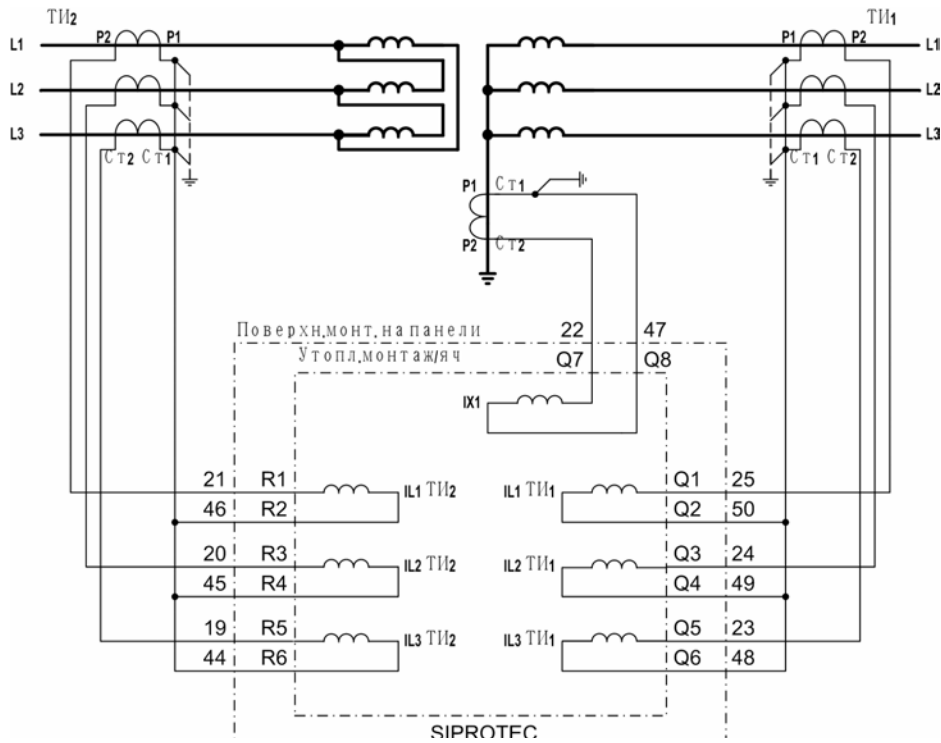 ТИ2 ТИ1
P2 P1 P1 P2
L1 L1
L2 L2
L3 L3
Ст2 Ст1 Ст1 Ст2
P1 Ст1
P2 Ст2
Поверхн,монт,на панели 22 47
Утопл,монтаж/яч Q7 Q8
IX1
21 R1 IL1 ТИ2 IL1 ТИ1 Q1 25
46 R2 Q2 50
20 R3 IL2 ТИ2 IL2 ТИ1 Q3 24
45 R4 Q4 49
19 R5 IL3 ТИ2 IL3 ТИ1 Q5 23
44 R6 Q6 48
SIPROTEC